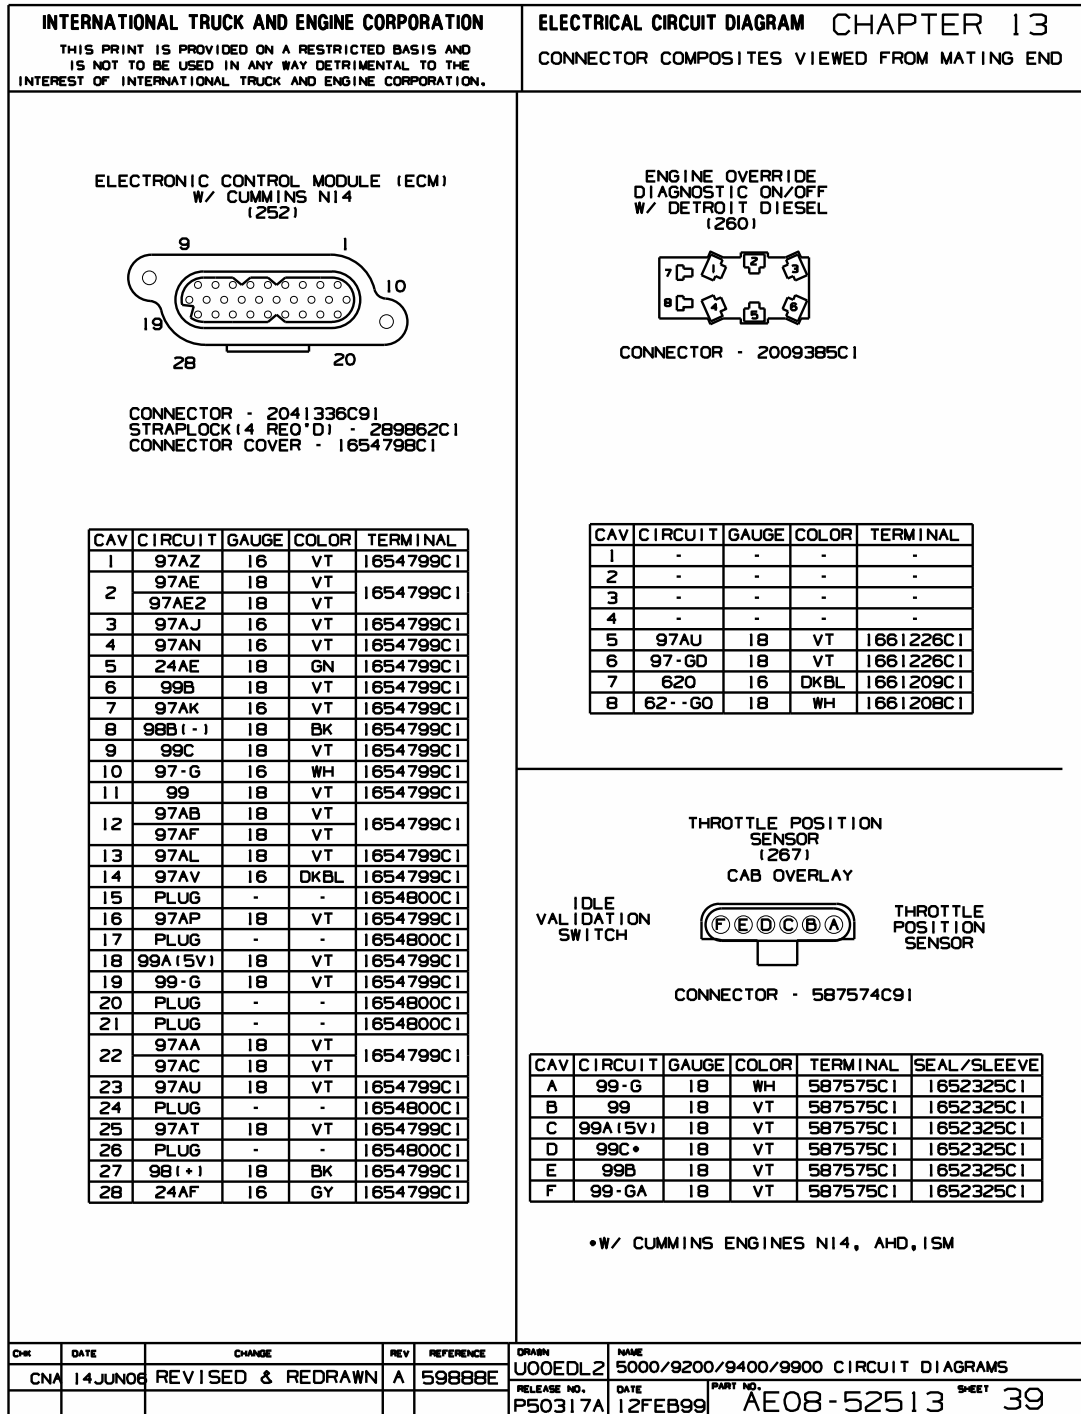 INTERNATIONAL TRUCK AND ENGINE CORPORATION
THIS PRINT IS PROVIDED ON A RESTRICTED BASIS AND
IS NOT TO BE USED IN ANY WAY DETRIMENTAL TO THE
INTEREST OF INTERNATIONAL TRUCK AND ENGINE CORPORATION.
ELECTRICAL CIRCUIT DIAGRAM CHAPTER 13
CONNECTOR COMPOSITES VIEWED FROM MATING END
ELECTRONIC CONTROL MODULE (ECM)
W/ CUMMINS N14
(252)
9 1
10
19
28 20
CONNECTOR - 2041336C91
STRAPLOCK(4 REO'D) - 289862C1
CONNECTOR COVER - 1654798C1
CAV CIRCUIT GAUGE COLOR TERMINAL
1 97AZ 16 VT 1654799C1
2 97AE 18 VT 1654799C1
97AE2 18 VT
3 97AJ 16 VT 1654799C1
4 97AN 16 VT 1654799C1
5 24AE 18 GN 1654799C1
6 99B 18 VT 1654799C1
7 97AK 16 VT 1654799C1
8 98B(-) 18 BK 1654799C1
9 99C 18 VT 1654799C1
10 97-G 16 WH 1654799C1
11 99 18 VT 1654799C1
12 97AB 18 VT 1654799C1
97AF 18 VT
13 97AL 18 VT 1654799C1
14 97AV 16 DKBL 1654799C1
15 PLUG - - 1654800C1
16 97AP 18 VT 1654799C1
17 PLUG - - 1654800C1
18 99A(5V) 18 VT 1654799C1
19 99-G 18 VT 1654799C1
20 PLUG - - 1654800C1
21 PLUG - - 1654800C1
22 97AA 18 VT 1654799C1
97AC 18 VT
23 97AU 18 VT 1654799C1
24 PLUG - - 1654800C1
25 97AT 18 VT 1654799C1
26 PLUG - - 1654800C1
27 98(+) 18 BK 1654799C1
28 24AF 16 GY 1654799C1
ENGINE OVERRIDE
DIAGNOSTIC ON/OFF
W/ DETROIT DIESEL
(260)
7 1 2 3
8 4 5 6
CONNECTOR - 2009385C1
CAV CIRCUIT GAUGE COLOR TERMINAL
1 - - - -
2 - - - -
3 - - - -
4 - - - -
5 97AU 18 VT 1661226C1
6 97-GD 18 VT 1661226C1
7 620 16 DKBL 1661209C1
8 62--GO 18 WH 1661208C1
THROTTLE POSITION
SENSOR
(267)
CAB OVERLAY
IDLE
VALIDATION
SWITCH
F E D C B A
THROTTLE
POSITION
SENSOR
CONNECTOR - 587574C91
CAV CIRCUIT GAUGE COLOR TERMINAL SEAL/SLEEVE
A 99-G 18 WH 587575C1 1652325C1
B 99 18 VT 587575C1 1652325C1
C 99A(5V) 18 VT 587575C1 1652325C1
D 99C• 18 VT 587575C1 1652325C1
E 99B 18 VT 587575C1 1652325C1
F 99-GA 18 VT 587575C1 1652325C1
•W/ CUMMINS ENGINES N14, AHD,ISM
CHK DATE CHANGE REV REFERENCE
CNA 14JUN06 REVISED & REDRAWN A 59888E
DRAWN NAME
U00EDL2 5000/9200/9400/9900 CIRCUIT DIAGRAMS
RELEASE NO. DATE PART NO. SHEET
P50317A 12FEB99 AE08-52513 39